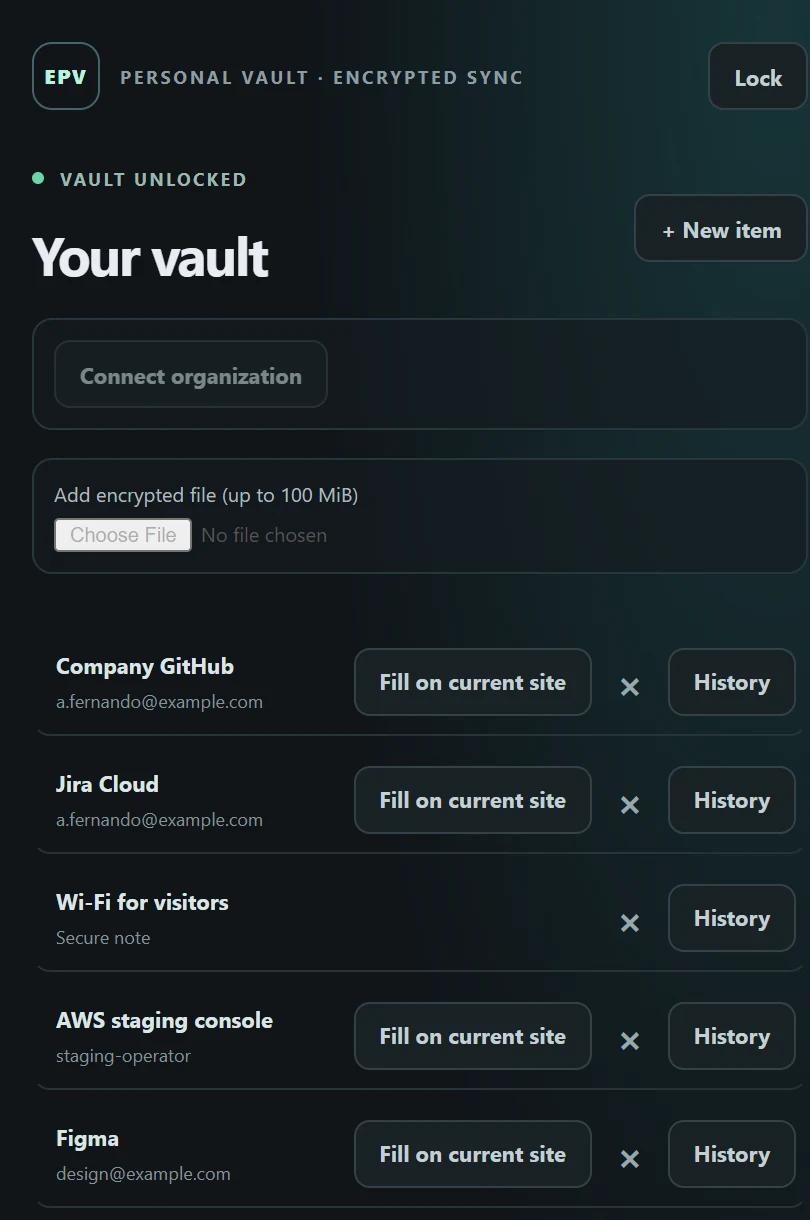 EPV PERSONAL VAULT · ENCRYPTED SYNC Lock
VAULT UNLOCKED
+ New item
Your vault
Connect organization
Add encrypted file (up to 100 MiB)
Choose File No file chosen
Company GitHub
a.fernando@example.com
Fill on current site × History
Jira Cloud
a.fernando@example.com
Fill on current site × History
Wi-Fi for visitors
Secure note
× History
AWS staging console
staging-operator
Fill on current site × History
Figma
design@example.com
Fill on current site × History